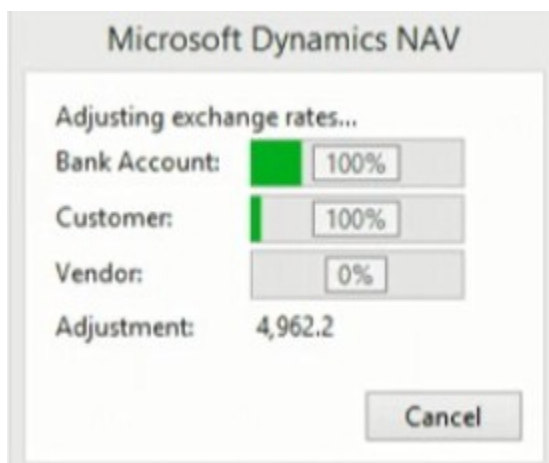 Microsoft Dynamics NAV
Adjusting exchange rates...
Bank Account: 100%
Customer: 100%
Vendor: 0%
Adjustment: 4,962.2
Cancel